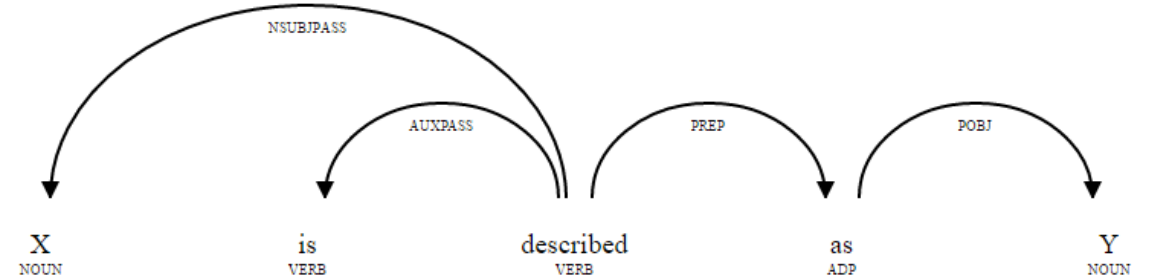 NSUBJPASS
AUXPASS PREP POBJ
X is described as Y
NOUN VERB VERB ADP NOUN